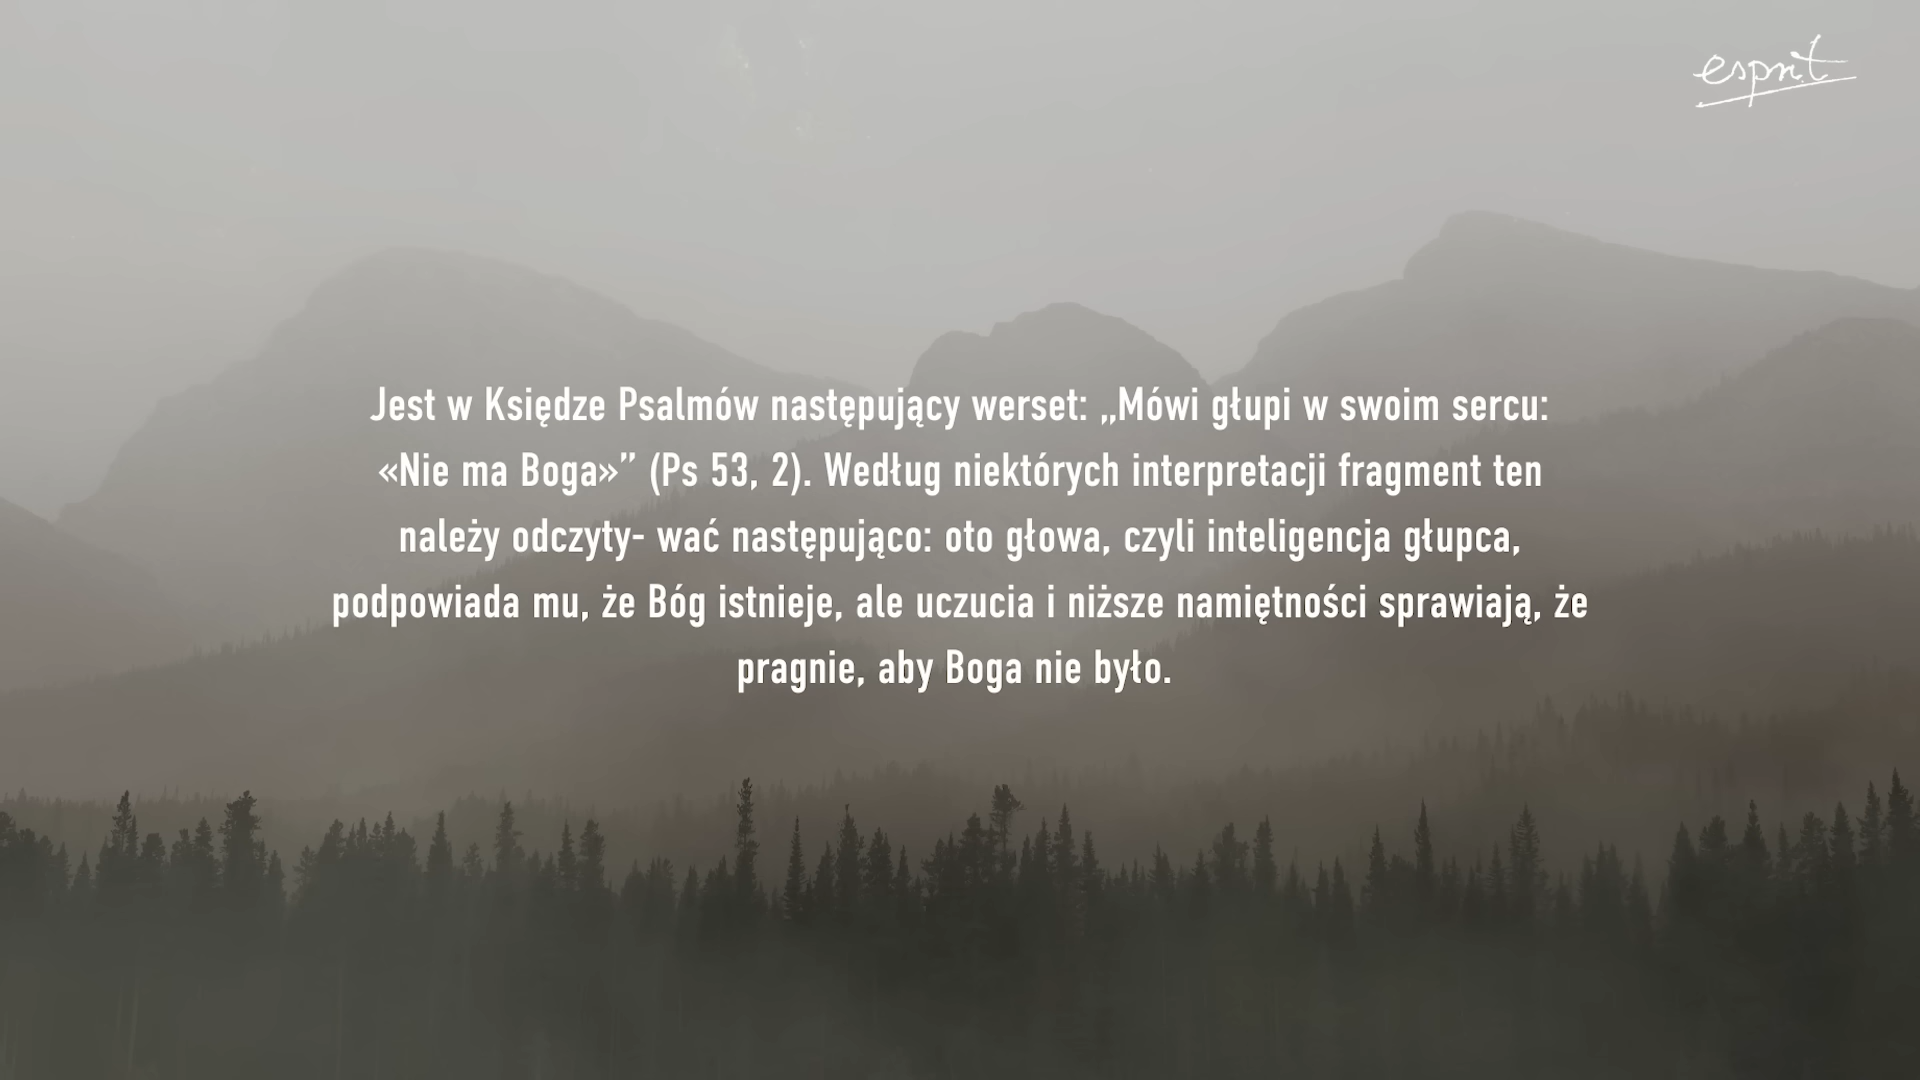 esprit
Jest w Księdze Psalmów następujący werset: „Mówi głupi w swoim sercu:
«Nie ma Boga»” (Ps 53, 2). Według niektórych interpretacji fragment ten
należy odczyty- wać następująco: oto głowa, czyli inteligencja głupca,
podpowiada mu, że Bóg istnieje, ale uczucia i niższe namiętności sprawiają, że
pragnie, aby Boga nie było.